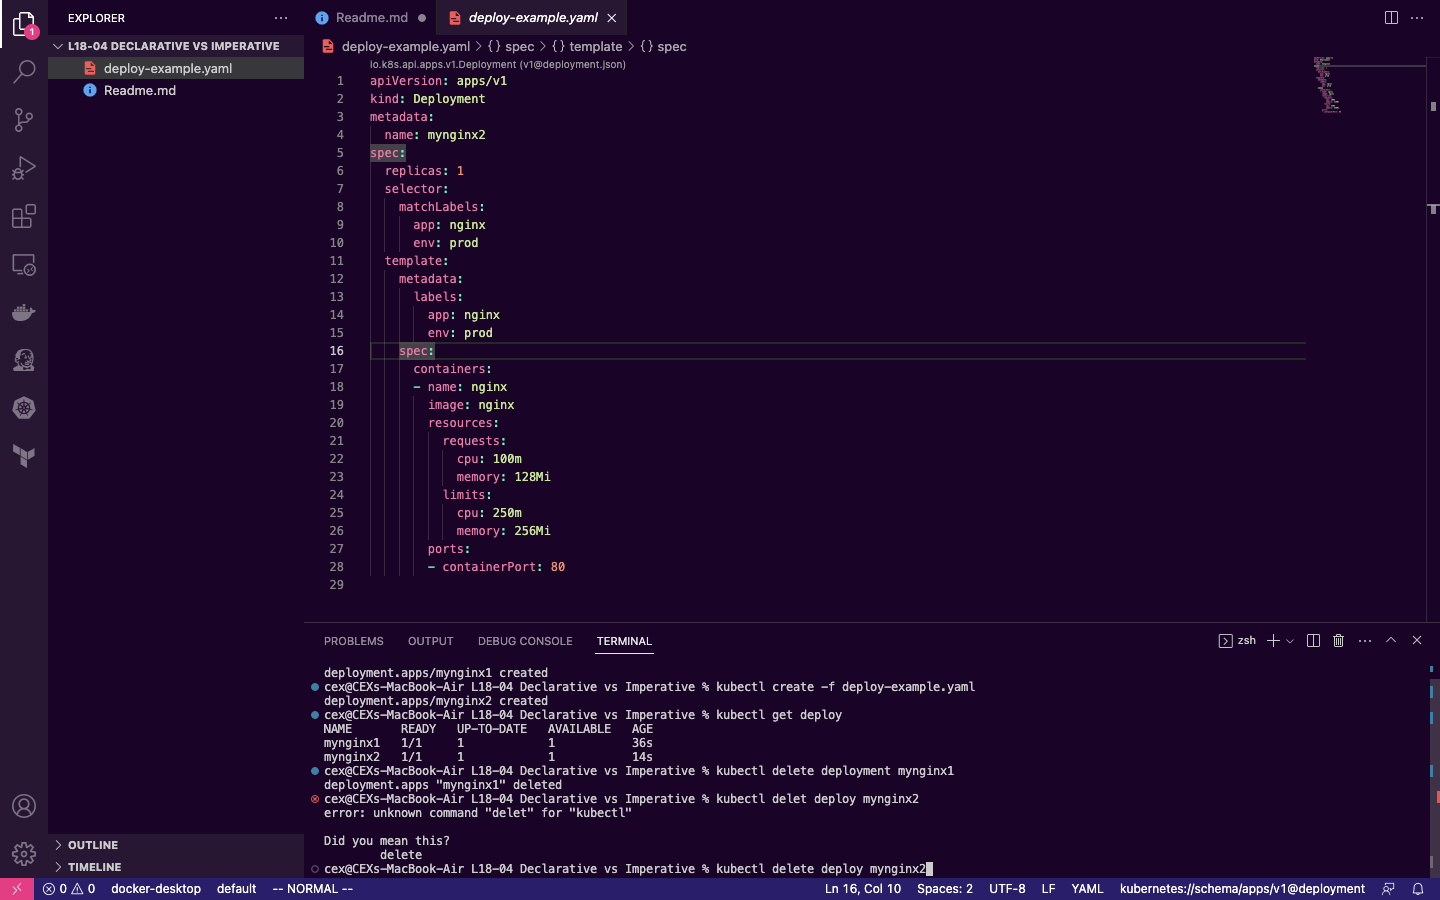 1
EXPLORER
L18-04 DECLARATIVE VS IMPERATIVE
deploy-example.yaml
Readme.md
OUTLINE
TIMELINE
Readme.md
deploy-example.yaml
deploy-example.yaml > {} spec > {} template > {} spec
io.k8s.api.apps.v1.Deployment (v1@deployment.json)
1 apiVersion: apps/v1
2 kind: Deployment
3 metadata:
4 name: mynginx2
5 spec:
6 replicas: 1
7 selector:
8 matchLabels:
9 app: nginx
10 env: prod
11 template:
12 metadata:
13 labels:
14 app: nginx
15 env: prod
16 spec:
17 containers:
18 - name: nginx
19 image: nginx
20 resources:
21 requests:
22 cpu: 100m
23 memory: 128Mi
24 limits:
25 cpu: 250m
26 memory: 256Mi
27 ports:
28 - containerPort: 80
29
PROBLEMS OUTPUT DEBUG CONSOLE TERMINAL zsh
deployment.apps/mynginx1 created
cex@CEXs-MacBook-Air L18-04 Declarative vs Imperative % kubectl create -f deploy-example.yaml
deployment.apps/mynginx2 created
cex@CEXs-MacBook-Air L18-04 Declarative vs Imperative % kubectl get deploy
NAME READY UP-TO-DATE AVAILABLE AGE
mynginx1 1/1 1 1 36s
mynginx2 1/1 1 1 14s
cex@CEXs-MacBook-Air L18-04 Declarative vs Imperative % kubectl delete deployment mynginx1
deployment.apps "mynginx1" deleted
cex@CEXs-MacBook-Air L18-04 Declarative vs Imperative % kubectl delet deploy mynginx2
error: unknown command "delet" for "kubectl"
Did you mean this?
delete
cex@CEXs-MacBook-Air L18-04 Declarative vs Imperative % kubectl delete deploy mynginx2
0 0 docker-desktop default -- NORMAL -- Ln 16, Col 10 Spaces: 2 UTF-8 LF YAML kubernetes://schema/apps/v1@deployment